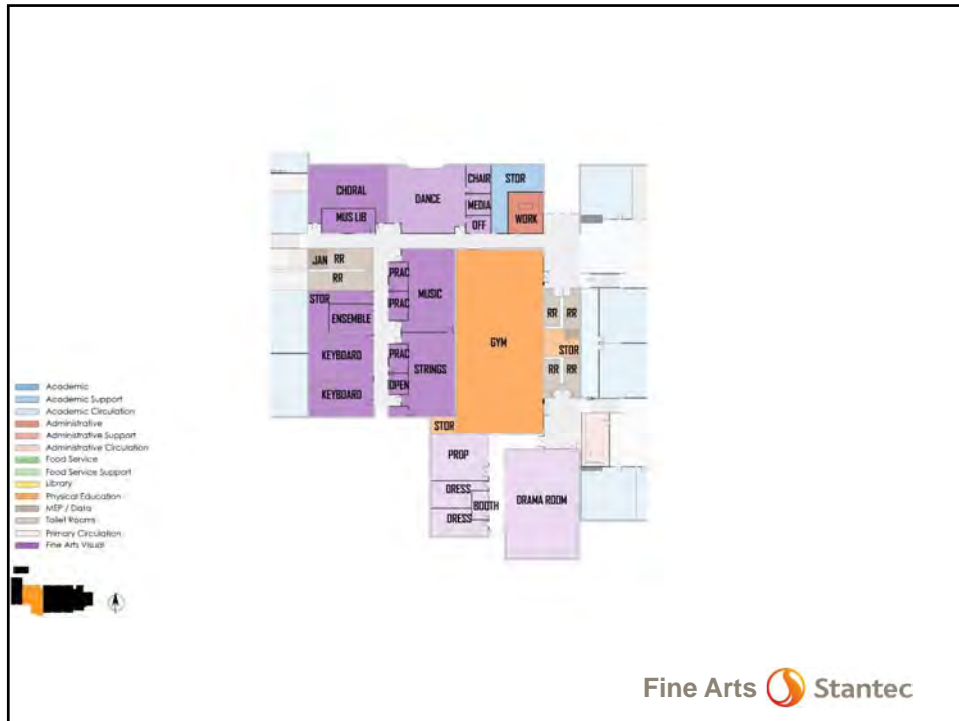 CHORAL
MUS LIB
DANCE
CHAIR
STOR
MEDIA
WORK
OFF
JAN RR
RR
STOR
ENSEMBLE
KEYBOARD
KEYBOARD
PRAC
MUSIC
PRAC
PRAC
STRINGS
OPEN
GYM
RR RR
STOR
RR RR
STOR
PROP
DRESS
BOOTH
DRESS
DRAMA ROOM
Academic
Academic Support
Academic Circulation
Administrative
Administrative Support
Administrative Circulation
Food Service
Food Service Support
Library
Physical Education
MEP / Data
Toilet Rooms
Primary Circulation
Fine Arts Visual
Fine Arts Stantec